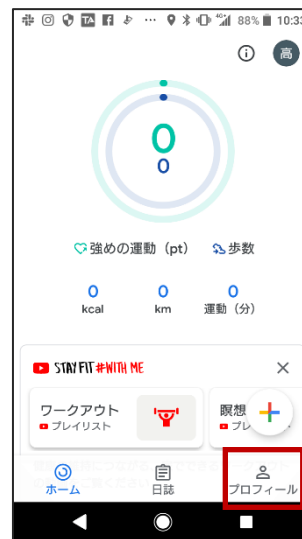 88% 10:33
高
0
0
強めの運動 (pt) 歩数
0 0 0
kcal km 運動 (分)
STAY FIT #WITH ME
ワークアウト
プレイリスト
瞑想
プレ
ホーム 日誌 プロフィール